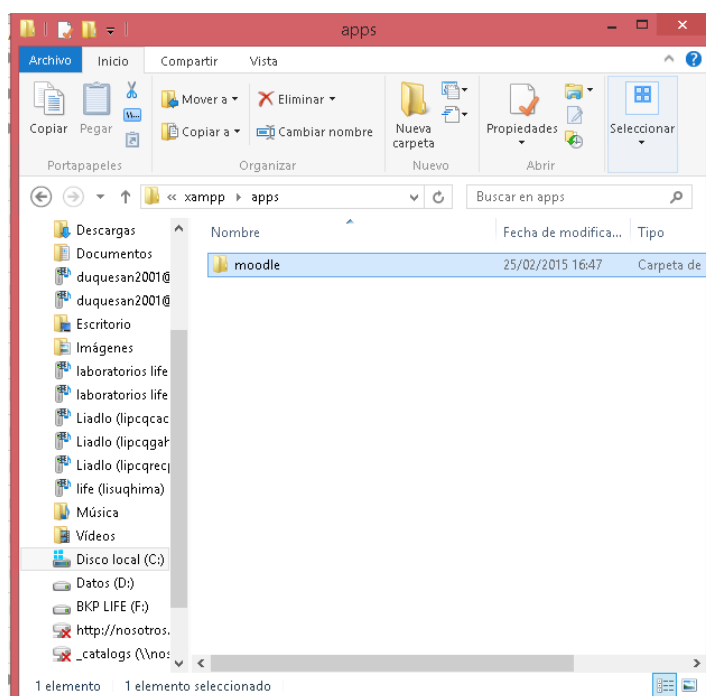 apps
Archivo Inicio Compartir Vista
Copiar Pegar Mover a Copiar a Eliminar Cambiar nombre Nueva carpeta Propiedades Seleccionar
Portapapeles Organizar Nuevo Abrir
« xampp apps Buscar en apps
Nombre Fecha de modifica... Tipo
moodle 25/02/2015 16:47 Carpeta de
Descargas
Documentos
duquesan2001@
duquesan2001@
Escritorio
Imágenes
laboratorios life
laboratorios life
Liadlo (lipcqcac
Liadlo (lipcqgah
Liadlo (lipcqrecp
life (lisuqhima)
Música
Vídeos
Disco local (C:)
Datos (D:)
BKP LIFE (F:)
http://nosotros.
_catalogs (\\nos
1 elemento 1 elemento seleccionado